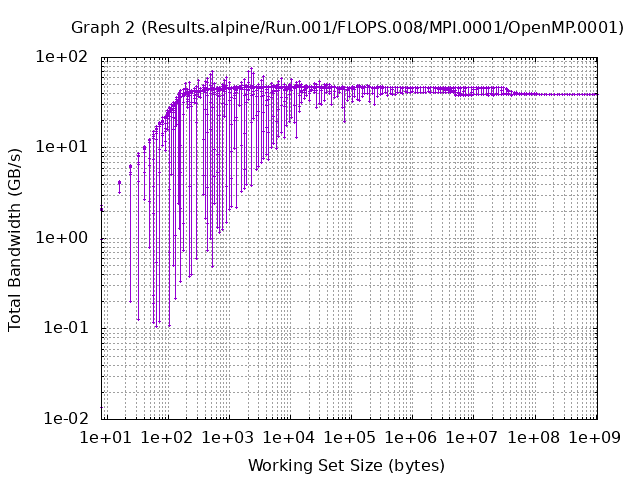 Graph 2 (Results.alpine/Run.001/FLOPS.008/MPI.0001/OpenMP.0001)
1e+02
1e+01
1e+00
1e-01
1e-02
Total Bandwidth (GB/s)
1e+01 1e+02 1e+03 1e+04 1e+05 1e+06 1e+07 1e+08 1e+09
Working Set Size (bytes)